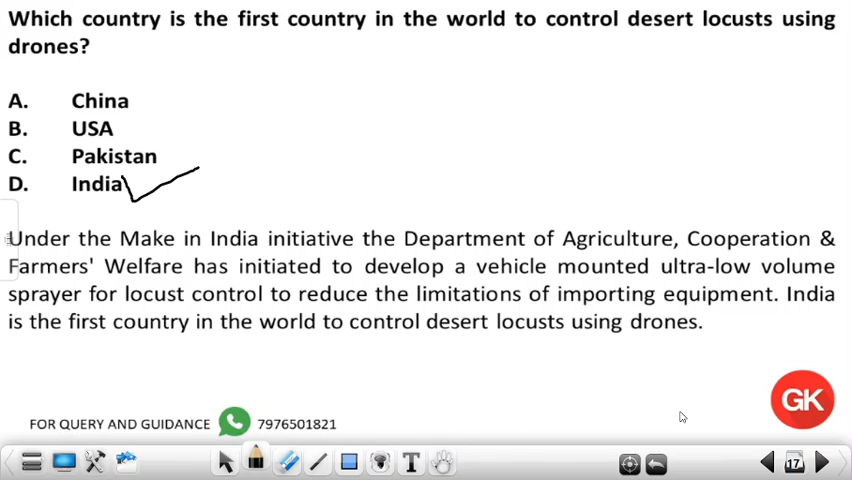 Which country is the first country in the world to control desert locusts using
drones?
A. China
B. USA
C. Pakistan
D. India
Under the Make in India initiative the Department of Agriculture, Cooperation &
Farmers' Welfare has initiated to develop a vehicle mounted ultra-low volume
sprayer for locust control to reduce the limitations of importing equipment. India
is the first country in the world to control desert locusts using drones.
GK
FOR QUERY AND GUIDANCE 7976501821
T
17